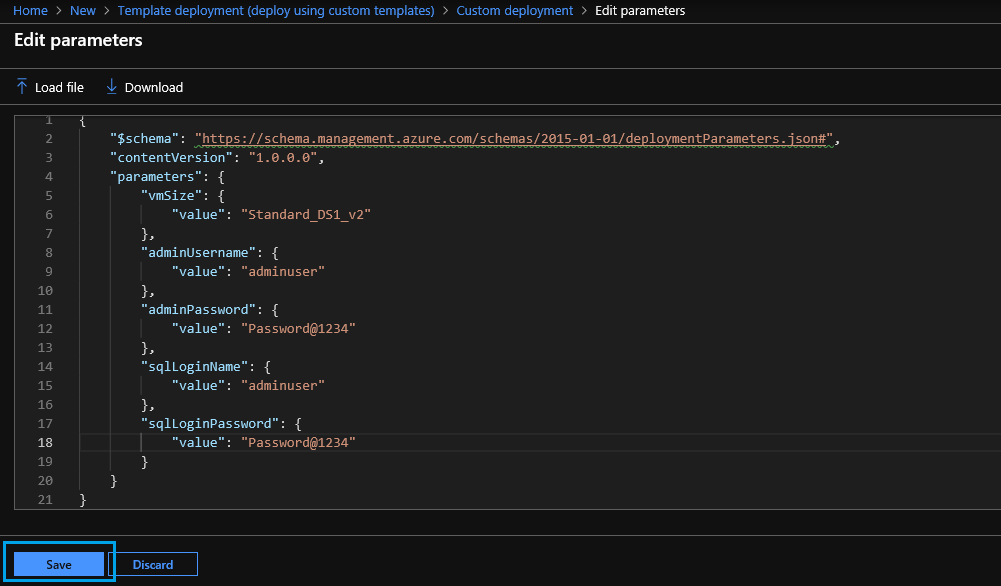 Home > New > Template deployment (deploy using custom templates) > Custom deployment > Edit parameters
Edit parameters
Load file Download
1 {
2 "$schema": "https://schema.management.azure.com/schemas/2015-01-01/deploymentParameters.json#",
3 "contentVersion": "1.0.0.0",
4 "parameters": {
5 "vmSize": {
6 "value": "Standard_DS1_v2"
7 },
8 "adminUsername": {
9 "value": "adminuser"
10 },
11 "adminPassword": {
12 "value": "Password@1234"
13 },
14 "sqlLoginName": {
15 "value": "adminuser"
16 },
17 "sqlLoginPassword": {
18 "value": "Password@1234"
19 }
20 }
21 }
Save Discard